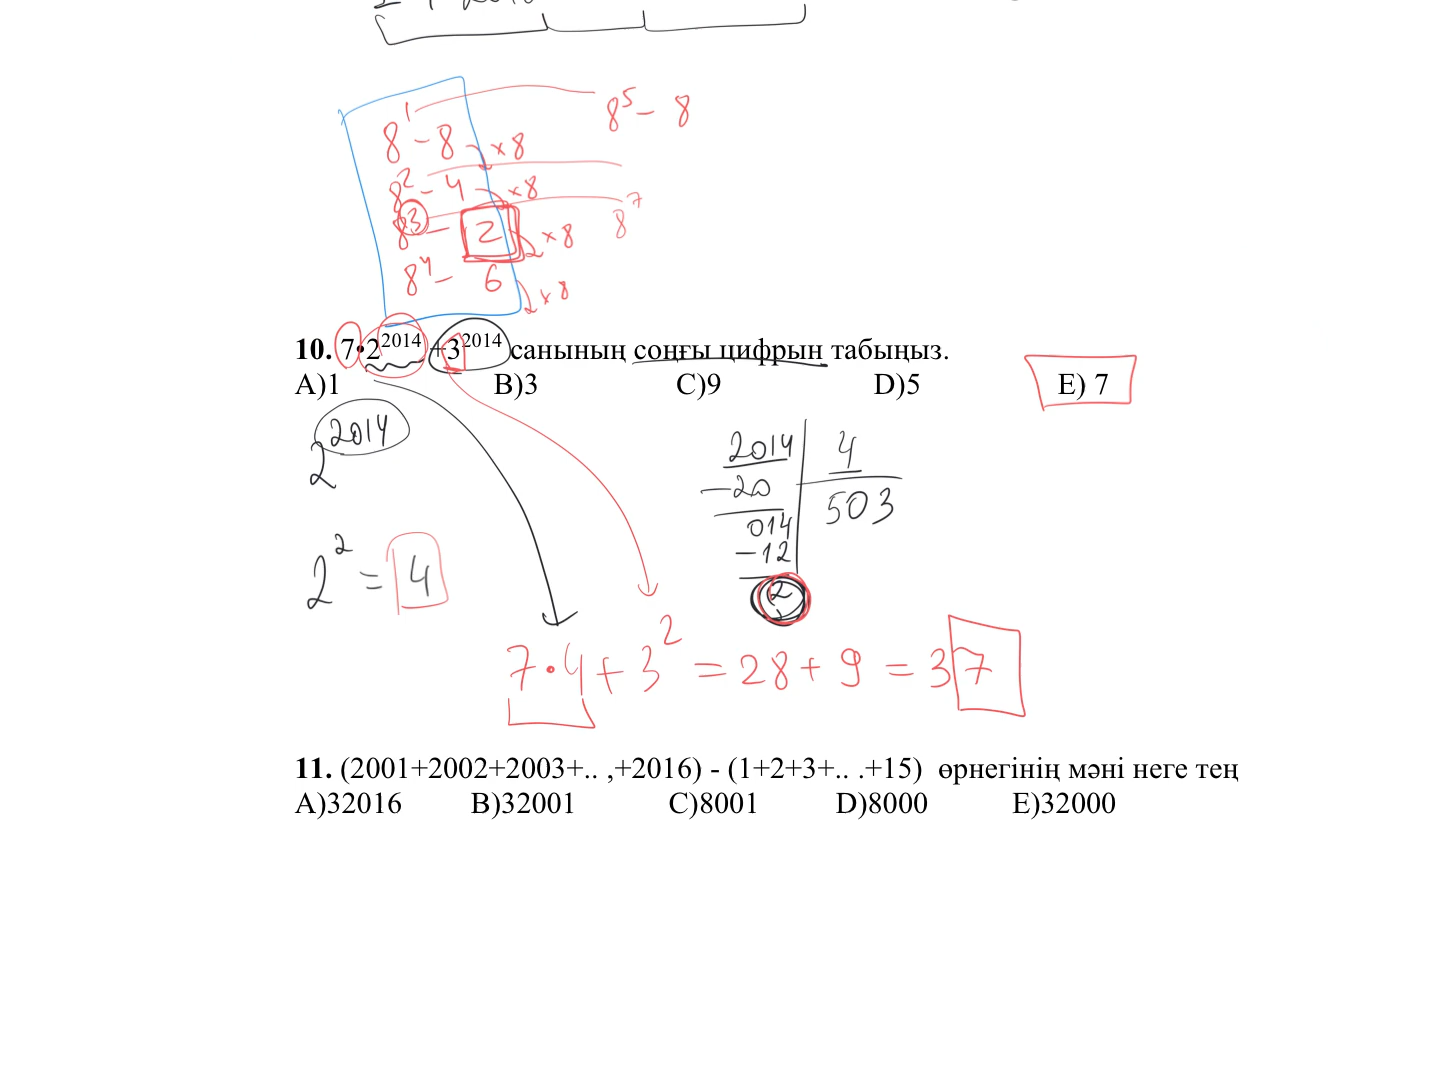 8¹ - 8 ×8 8⁵ - 8
8² - 4 ×8
8³ - 2 ×8 8⁷
8⁴ - 6 ×8
10. 7•2²⁰¹⁴ +3²⁰¹⁴ санының соңғы цифрын табыңыз.
A)1 B)3 C)9 D)5 E) 7
2²⁰¹⁴
2014 4
-20 503
014
-12
2
2² = 4
7·4 + 3² = 28 + 9 = 37
11. (2001+2002+2003+.. ,+2016) - (1+2+3+.. .+15) өрнегінің мәні неге тең
A)32016 B)32001 C)8001 D)8000 E)32000